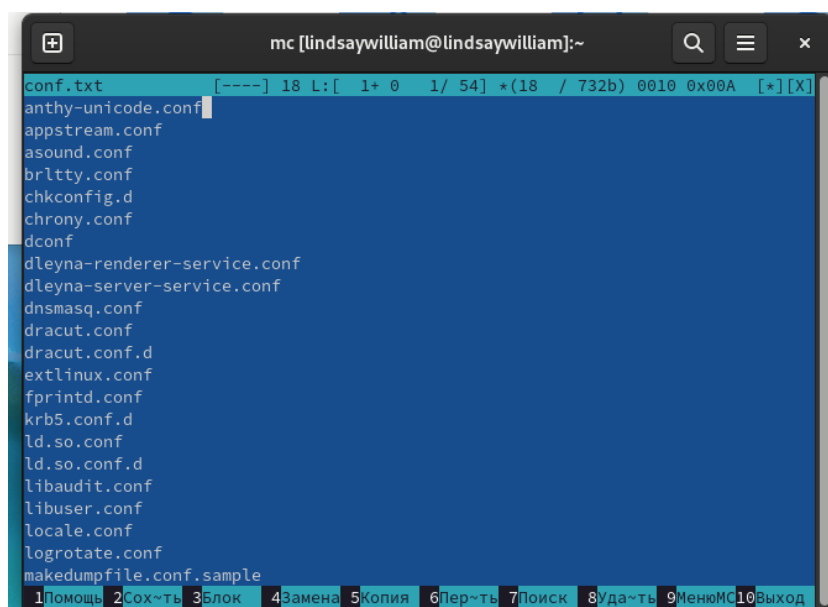 mc [lindsaywilliam@lindsaywilliam]:~
conf.txt [----] 18 L:[ 1+ 0 1/ 54] *(18 / 732b) 0010 0x00A [*][X]
anthy-unicode.conf
appstream.conf
asound.conf
brltty.conf
chkconfig.d
chrony.conf
dconf
dleyna-renderer-service.conf
dleyna-server-service.conf
dnsmasq.conf
dracut.conf
dracut.conf.d
extlinux.conf
fprintd.conf
krb5.conf.d
ld.so.conf
ld.so.conf.d
libaudit.conf
libuser.conf
locale.conf
logrotate.conf
makedumpfile.conf.sample
1Помощь 2Сох~ть 3Блок 4Замена 5Копия 6Пер~ть 7Поиск 8Уда~ть 9МенюMC 10Выход